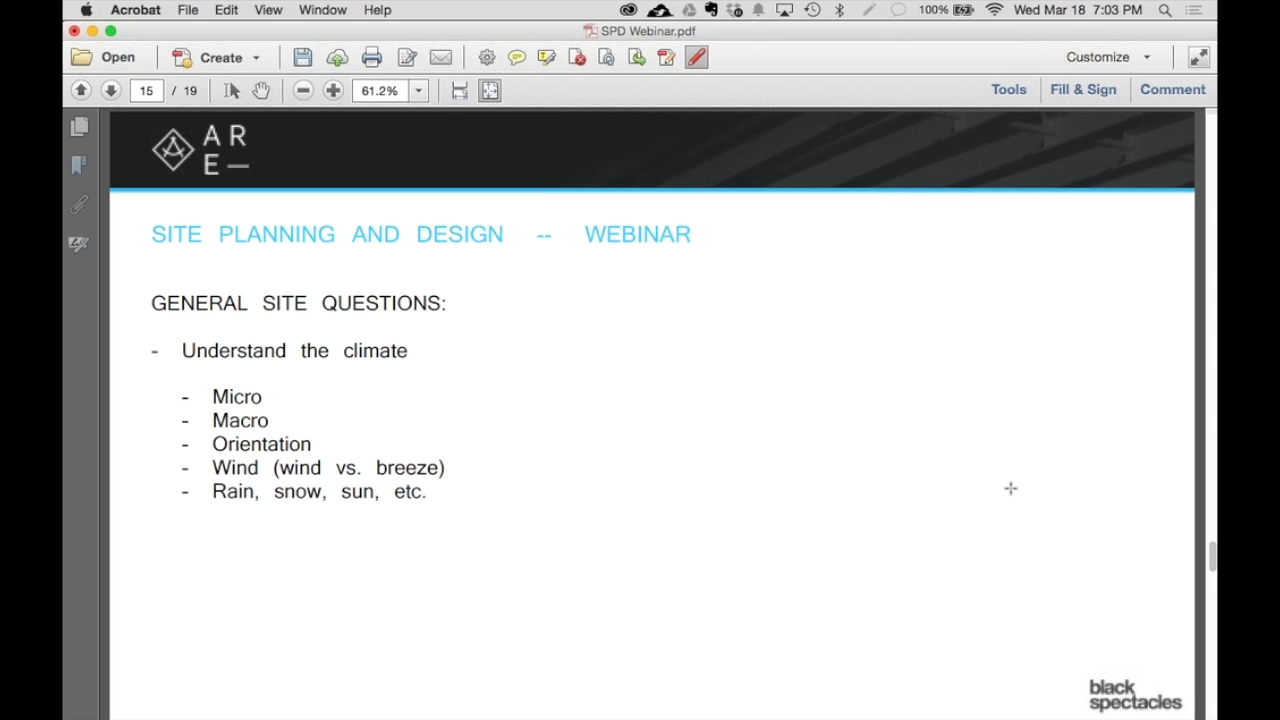 Acrobat File Edit View Window Help 100% Wed Mar 18 7:03 PM
SPD Webinar.pdf
Open Create Customize
15 / 19 61.2% Tools Fill & Sign Comment
A R
E —
SITE PLANNING AND DESIGN -- WEBINAR
GENERAL SITE QUESTIONS:
- Understand the climate
- Micro
- Macro
- Orientation
- Wind (wind vs. breeze)
- Rain, snow, sun, etc.
black
spectacles